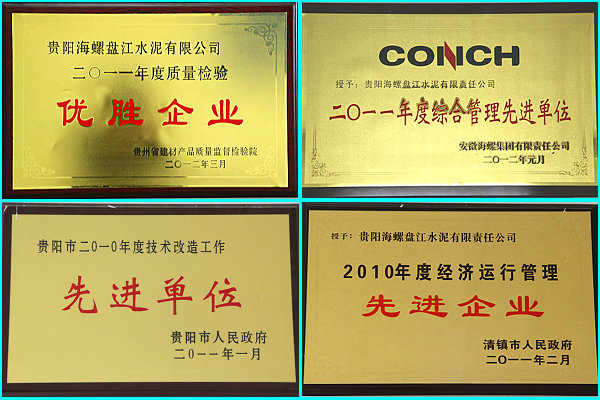 贵阳海螺盘江水泥有限公司
二〇一一年度质量检验
优胜企业
贵州省建材产品质量监督检验院
二〇一二年三月
CONCH
授予：贵阳海螺盘江水泥有限责任公司
二〇一一年度综合管理先进单位
安徽海螺集团有限责任公司
二〇一二年元月
贵阳市二〇一〇年度技术改造工作
先进单位
贵阳市人民政府
二〇一一年一月
授予：贵阳海螺盘江水泥有限责任公司
2010年度经济运行管理
先进企业
清镇市人民政府
二〇一一年二月